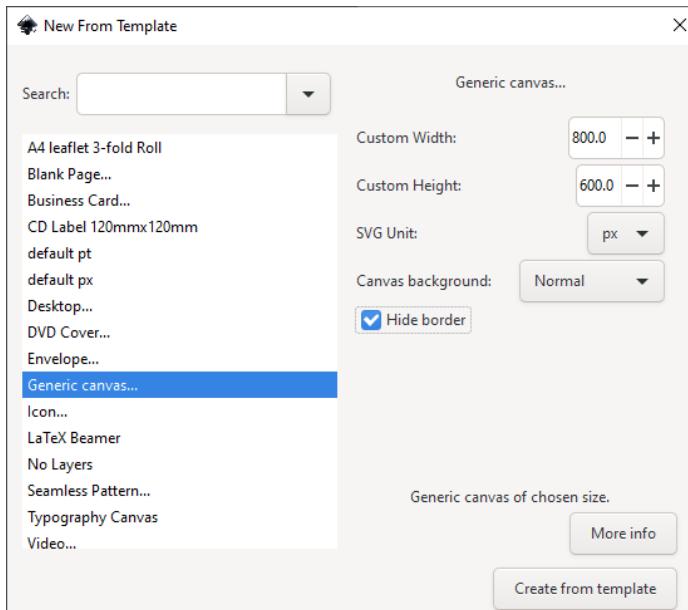 New From Template
Search:
A4 leaflet 3-fold Roll
Blank Page...
Business Card...
CD Label 120mmx120mm
default pt
default px
Desktop...
DVD Cover...
Envelope...
Generic canvas...
Icon...
LaTeX Beamer
No Layers
Seamless Pattern...
Typography Canvas
Video...
Generic canvas...
Custom Width: 800.0
Custom Height: 600.0
SVG Unit: px
Canvas background: Normal
Hide border
Generic canvas of chosen size.
More info
Create from template